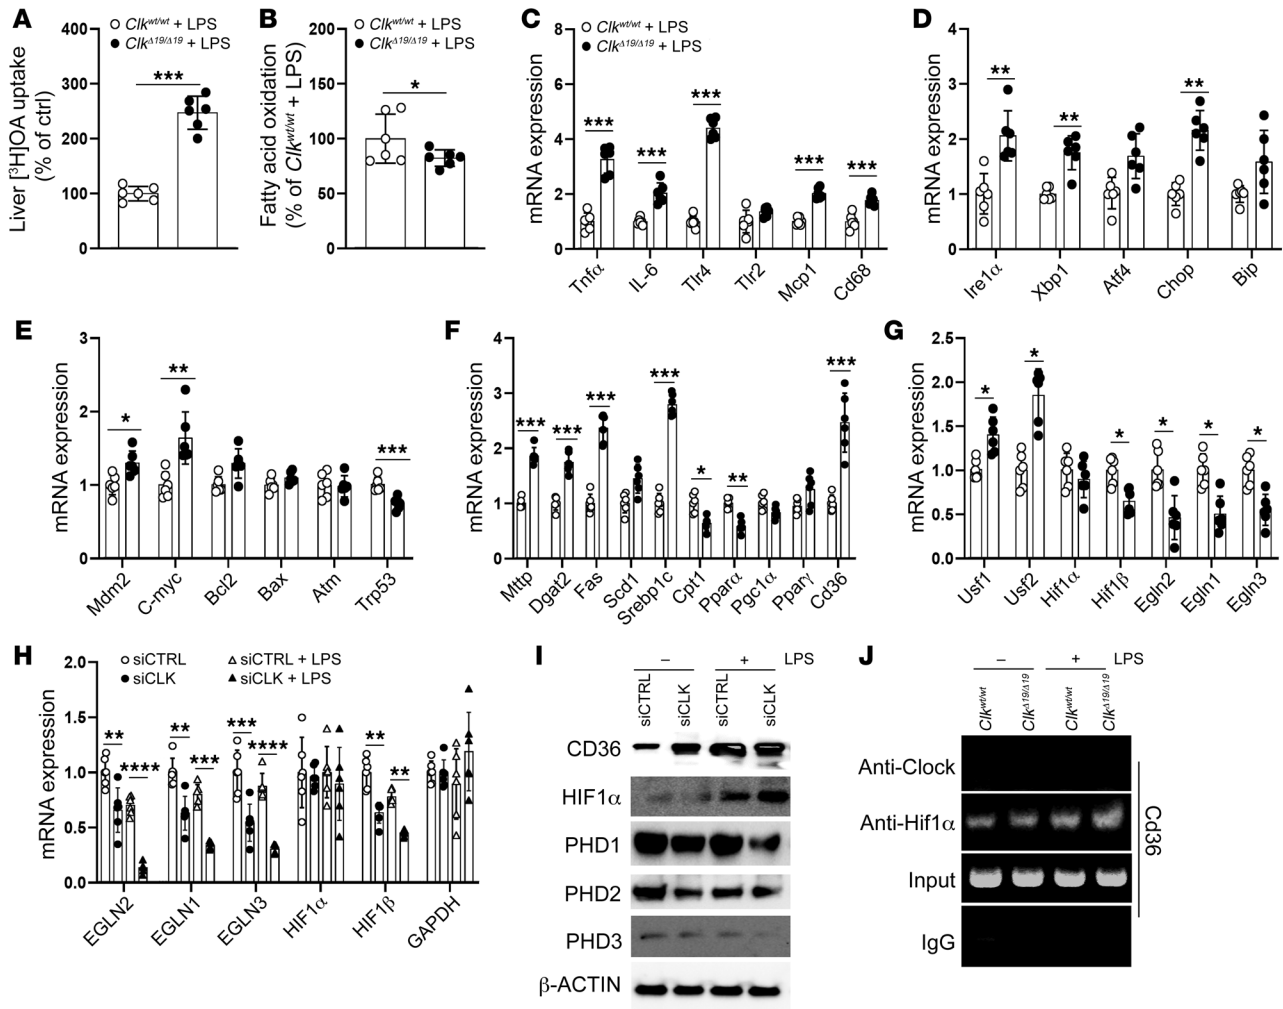 A
Clk^wt/wt + LPS
Clk^Δ19/Δ19 + LPS
Liver [³H]OA uptake
(% of ctrl)
400
300
200
100
0
***
B
Clk^wt/wt + LPS
Clk^Δ19/Δ19 + LPS
Fatty acid oxidation
(% of Clk^wt/wt + LPS)
200
150
100
50
0
*
C
Clk^wt/wt + LPS
Clk^Δ19/Δ19 + LPS
mRNA expression
8
6
4
2
0
*** *** *** *** ***
Tnfα IL-6 Tlr4 Tlr2 Mcp1 Cd68
D
mRNA expression
4
3
2
1
0
** ** **
Ire1α Xbp1 Atf4 Chop Bip
E
mRNA expression
3
2
1
0
* ** ***
Mdm2 C-myc Bcl2 Bax Atm Trp53
F
mRNA expression
4
3
2
1
0
*** *** *** *** * ** ***
Mttp Dgat2 Fas Scd1 Srebp1c Cpt1 Pparα Pgc1α Pparγ Cd36
G
mRNA expression
2.5
2.0
1.5
1.0
0.5
0.0
* * * * * *
Usf1 Usf2 Hif1α Hif1β Egln2 Egln1 Egln3
H
siCTRL siCTRL + LPS
siCLK siCLK + LPS
mRNA expression
2.0
1.5
1.0
0.5
0.0
** **** ** *** *** **** ** **
EGLN2 EGLN1 EGLN3 HIF1α HIF1β GAPDH
I
– + LPS
siCTRL siCLK siCTRL siCLK
CD36
HIF1α
PHD1
PHD2
PHD3
β-ACTIN
J
– + LPS
Clk^wt/wt Clk^Δ19/Δ19 Clk^wt/wt Clk^Δ19/Δ19
Anti-Clock
Anti-Hif1α
Input
IgG
Cd36